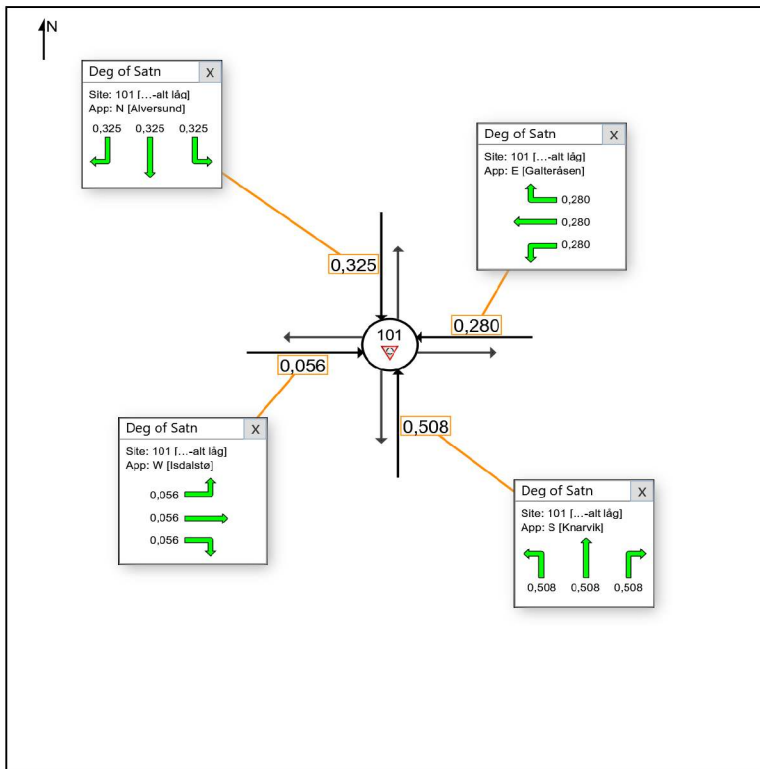 N
Deg of Satn X
Site: 101 [...-alt låg]
App: N [Alversund]
0,325 0,325 0,325
Deg of Satn X
Site: 101 [...-alt låg]
App: E [Galteråsen]
0,280
0,280
0,280
0,325
101
0,280
0,056
0,508
Deg of Satn X
Site: 101 [...-alt låg]
App: W [Isdalstø]
0,056
0,056
0,056
Deg of Satn X
Site: 101 [...-alt låg]
App: S [Knarvik]
0,508 0,508 0,508